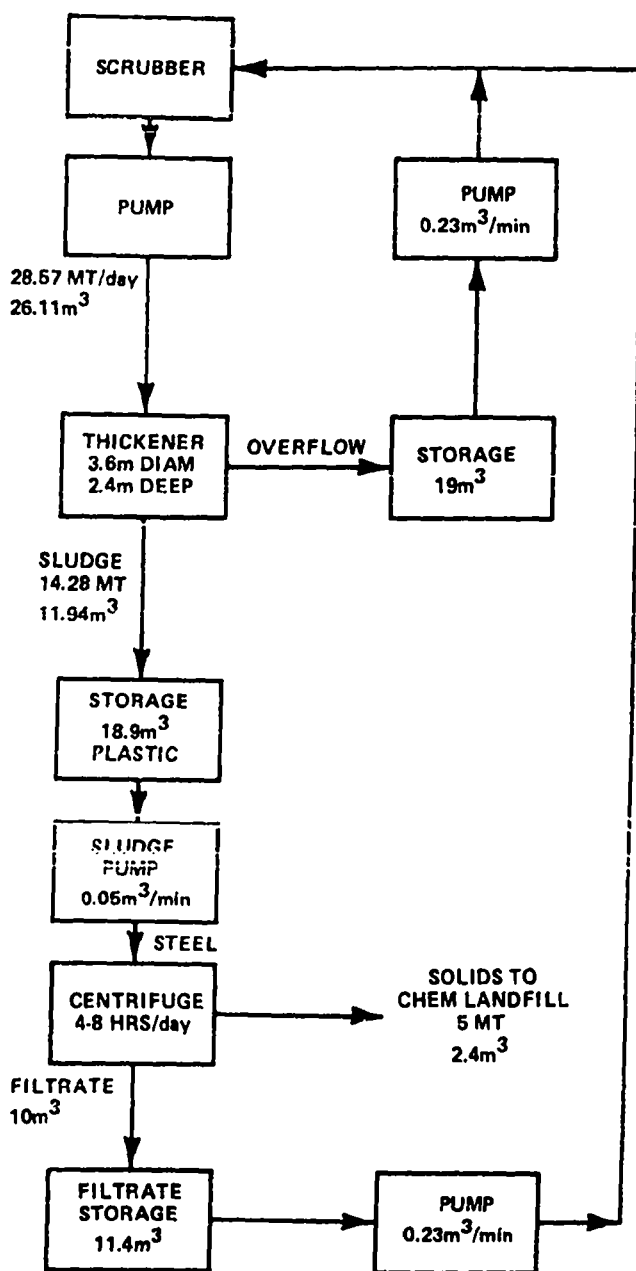 SCRUBBER
PUMP
PUMP
0.23m³/min
28.57 MT/day
26.11m³
THICKENER
3.6m DIAM
2.4m DEEP
OVERFLOW
STORAGE
19m³
SLUDGE
14.28 MT
11.94m³
STORAGE
18.9m³
PLASTIC
SLUDGE
PUMP
0.05m³/min
STEEL
CENTRIFUGE
4-8 HRS/day
SOLIDS TO
CHEM LANDFILL
5 MT
2.4m³
FILTRATE
10m³
FILTRATE
STORAGE
11.4m³
PUMP
0.23m³/min